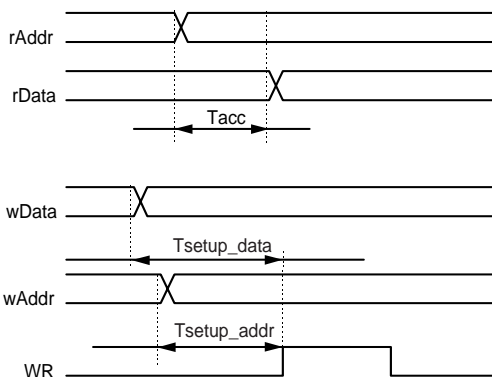 rAddr
rData
Tacc
wData
Tsetup_data
wAddr
Tsetup_addr
WR